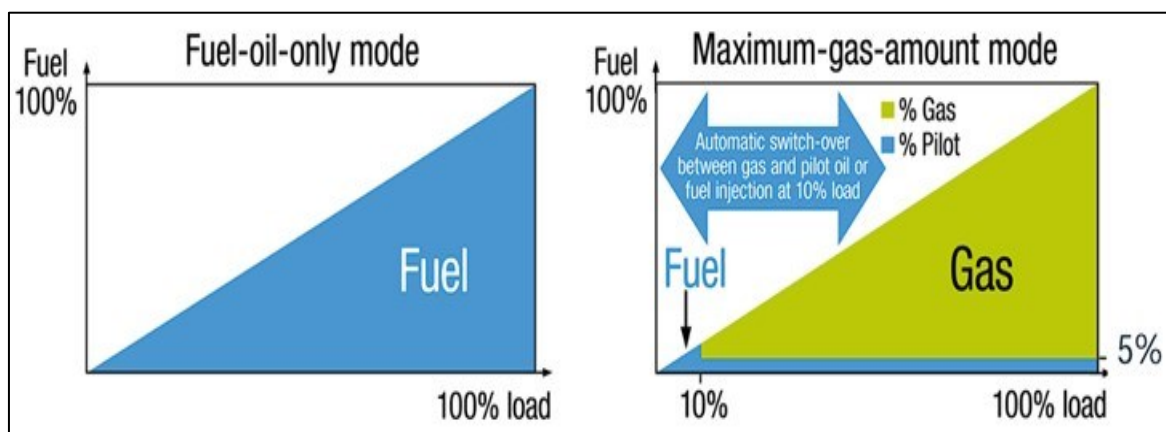 Fuel-oil-only mode
Fuel
100%
Fuel
100% load
Maximum-gas-amount mode
Fuel
100%
% Gas
% Pilot
Automatic switch-over
between gas and pilot oil or
fuel injection at 10% load
Fuel
Gas
5%
10%
100% load